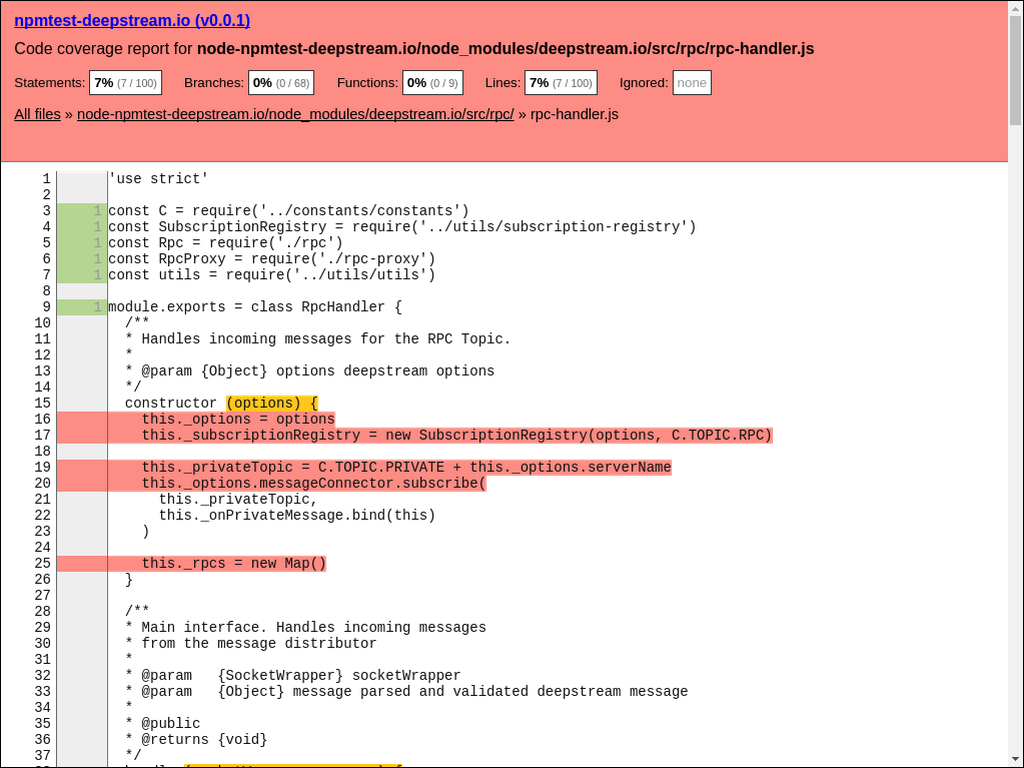 npmtest-deepstream.io (v0.0.1)
Code coverage report for node-npmtest-deepstream.io/node_modules/deepstream.io/src/rpc/rpc-handler.js
Statements: 7% (7 / 100) Branches: 0% (0 / 68) Functions: 0% (0 / 9) Lines: 7% (7 / 100) Ignored: none
All files » node-npmtest-deepstream.io/node_modules/deepstream.io/src/rpc/ » rpc-handler.js
1 'use strict'
2
3 1 const C = require('../constants/constants')
4 1 const SubscriptionRegistry = require('../utils/subscription-registry')
5 1 const Rpc = require('./rpc')
6 1 const RpcProxy = require('./rpc-proxy')
7 1 const utils = require('../utils/utils')
8
9 1 module.exports = class RpcHandler {
10 /**
11 * Handles incoming messages for the RPC Topic.
12 *
13 * @param {Object} options deepstream options
14 */
15 constructor (options) {
16 this._options = options
17 this._subscriptionRegistry = new SubscriptionRegistry(options, C.TOPIC.RPC)
18
19 this._privateTopic = C.TOPIC.PRIVATE + this._options.serverName
20 this._options.messageConnector.subscribe(
21 this._privateTopic,
22 this._onPrivateMessage.bind(this)
23 )
24
25 this._rpcs = new Map()
26 }
27
28 /**
29 * Main interface. Handles incoming messages
30 * from the message distributor
31 *
32 * @param   {SocketWrapper} socketWrapper
33 * @param   {Object} message parsed and validated deepstream message
34 *
35 * @public
36 * @returns {void}
37 */